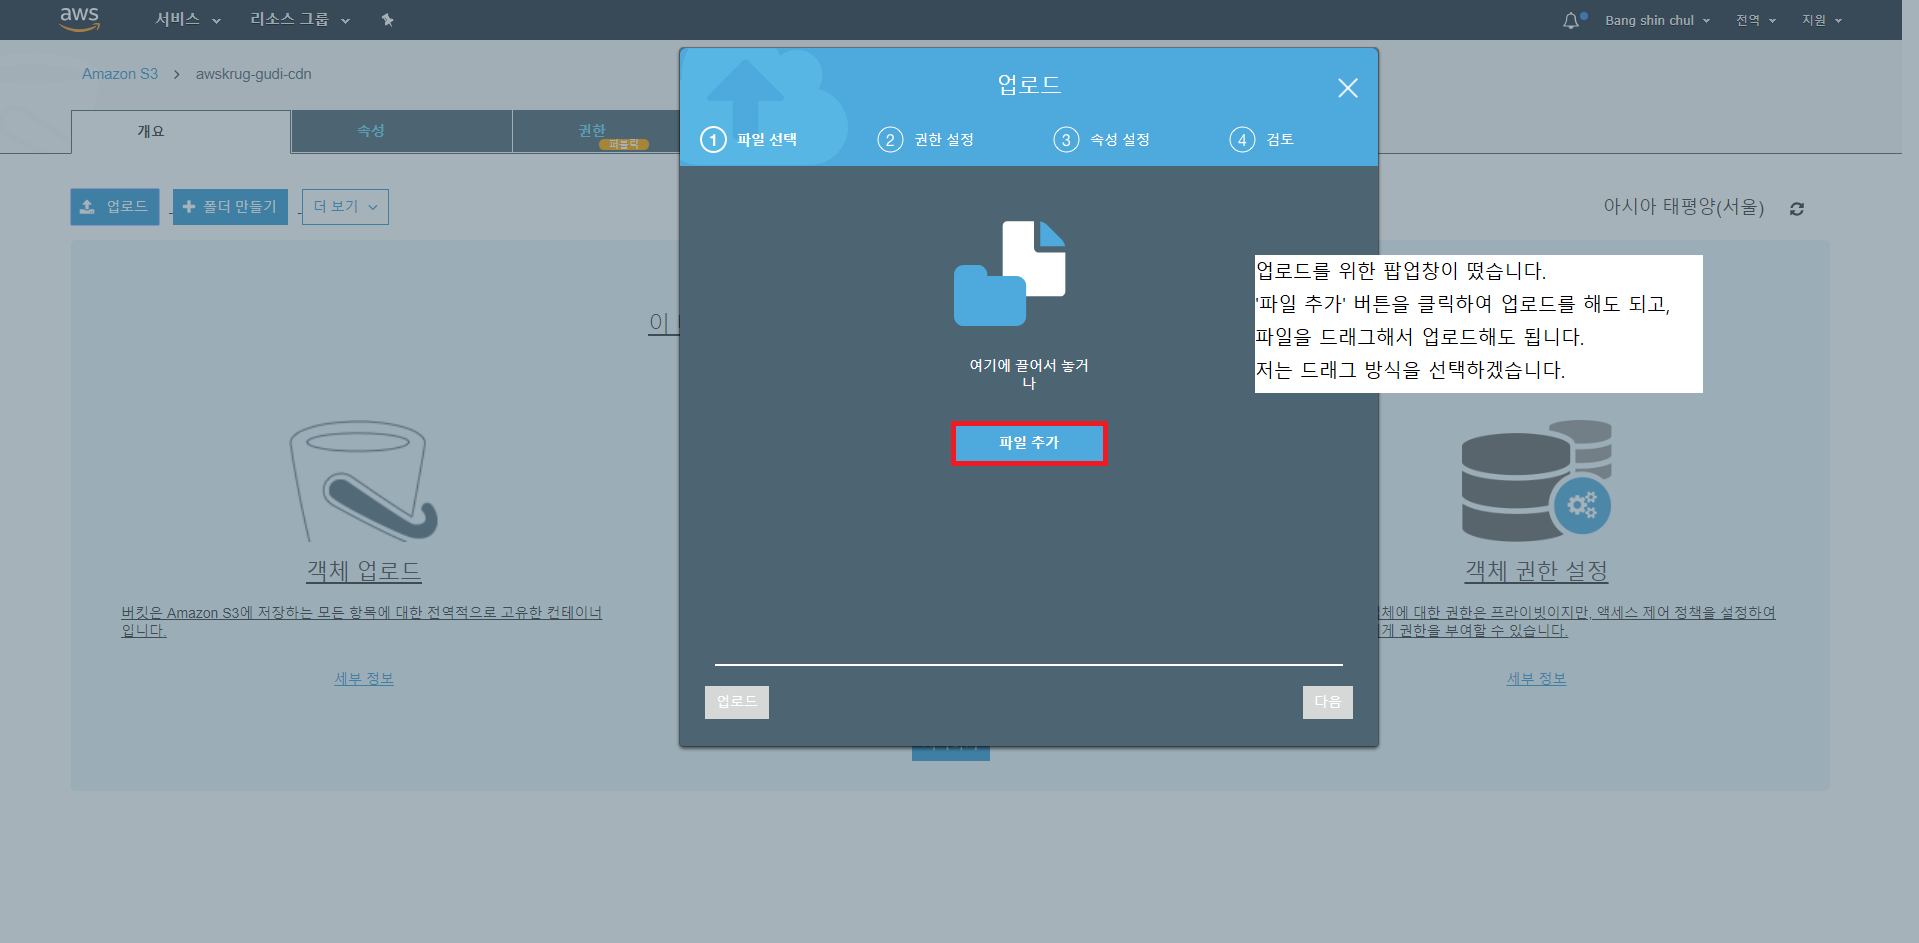 aws 서비스 리소스 그룹 Bang shin chul 전역 지원
Amazon S3 > awskrug-gudi-cdn
개요 속성 권한
퍼블릭
업로드 폴더 만들기 더 보기
아시아 태평양(서울)
이
객체 업로드
버킷은 Amazon S3에 저장하는 모든 항목에 대한 전역적으로 고유한 컨테이너
입니다.
세부 정보
업로드
1 파일 선택 2 권한 설정 3 속성 설정 4 검토
여기에 끌어서 놓거
나
파일 추가
업로드 다음
업로드를 위한 팝업창이 떴습니다.
'파일 추가' 버튼을 클릭하여 업로드를 해도 되고,
파일을 드래그해서 업로드해도 됩니다.
저는 드래그 방식을 선택하겠습니다.
객체 권한 설정
대한 권한은 프라이빗이지만, 액세스 제어 정책을 설정하여
권한을 부여할 수 있습니다.
세부 정보